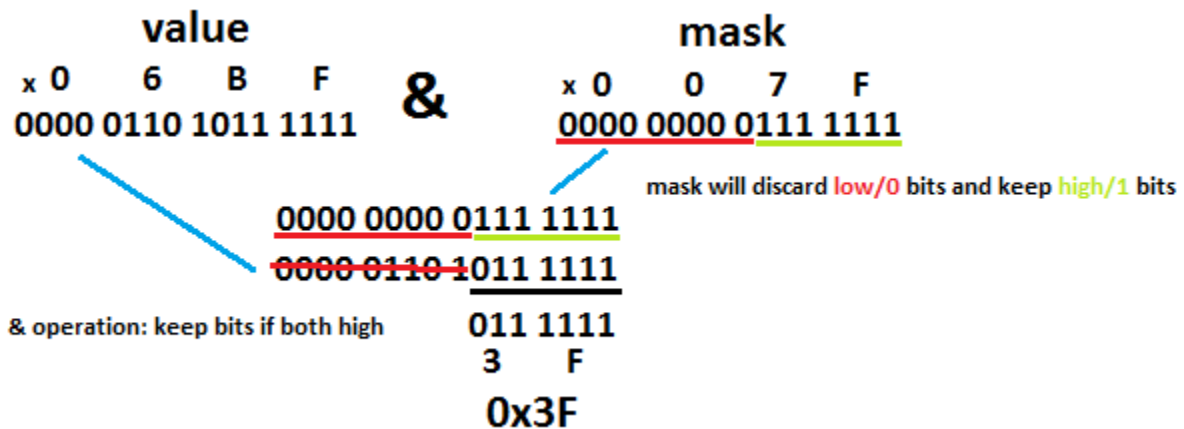 value mask
x 0 6 B F & x 0 0 7 F
0000 0110 1011 1111 0000 0000 0111 1111
mask will discard low/0 bits and keep high/1 bits
0000 0000 0111 1111
0000 0110 1011 1111
& operation: keep bits if both high 011 1111
3 F
0x3F